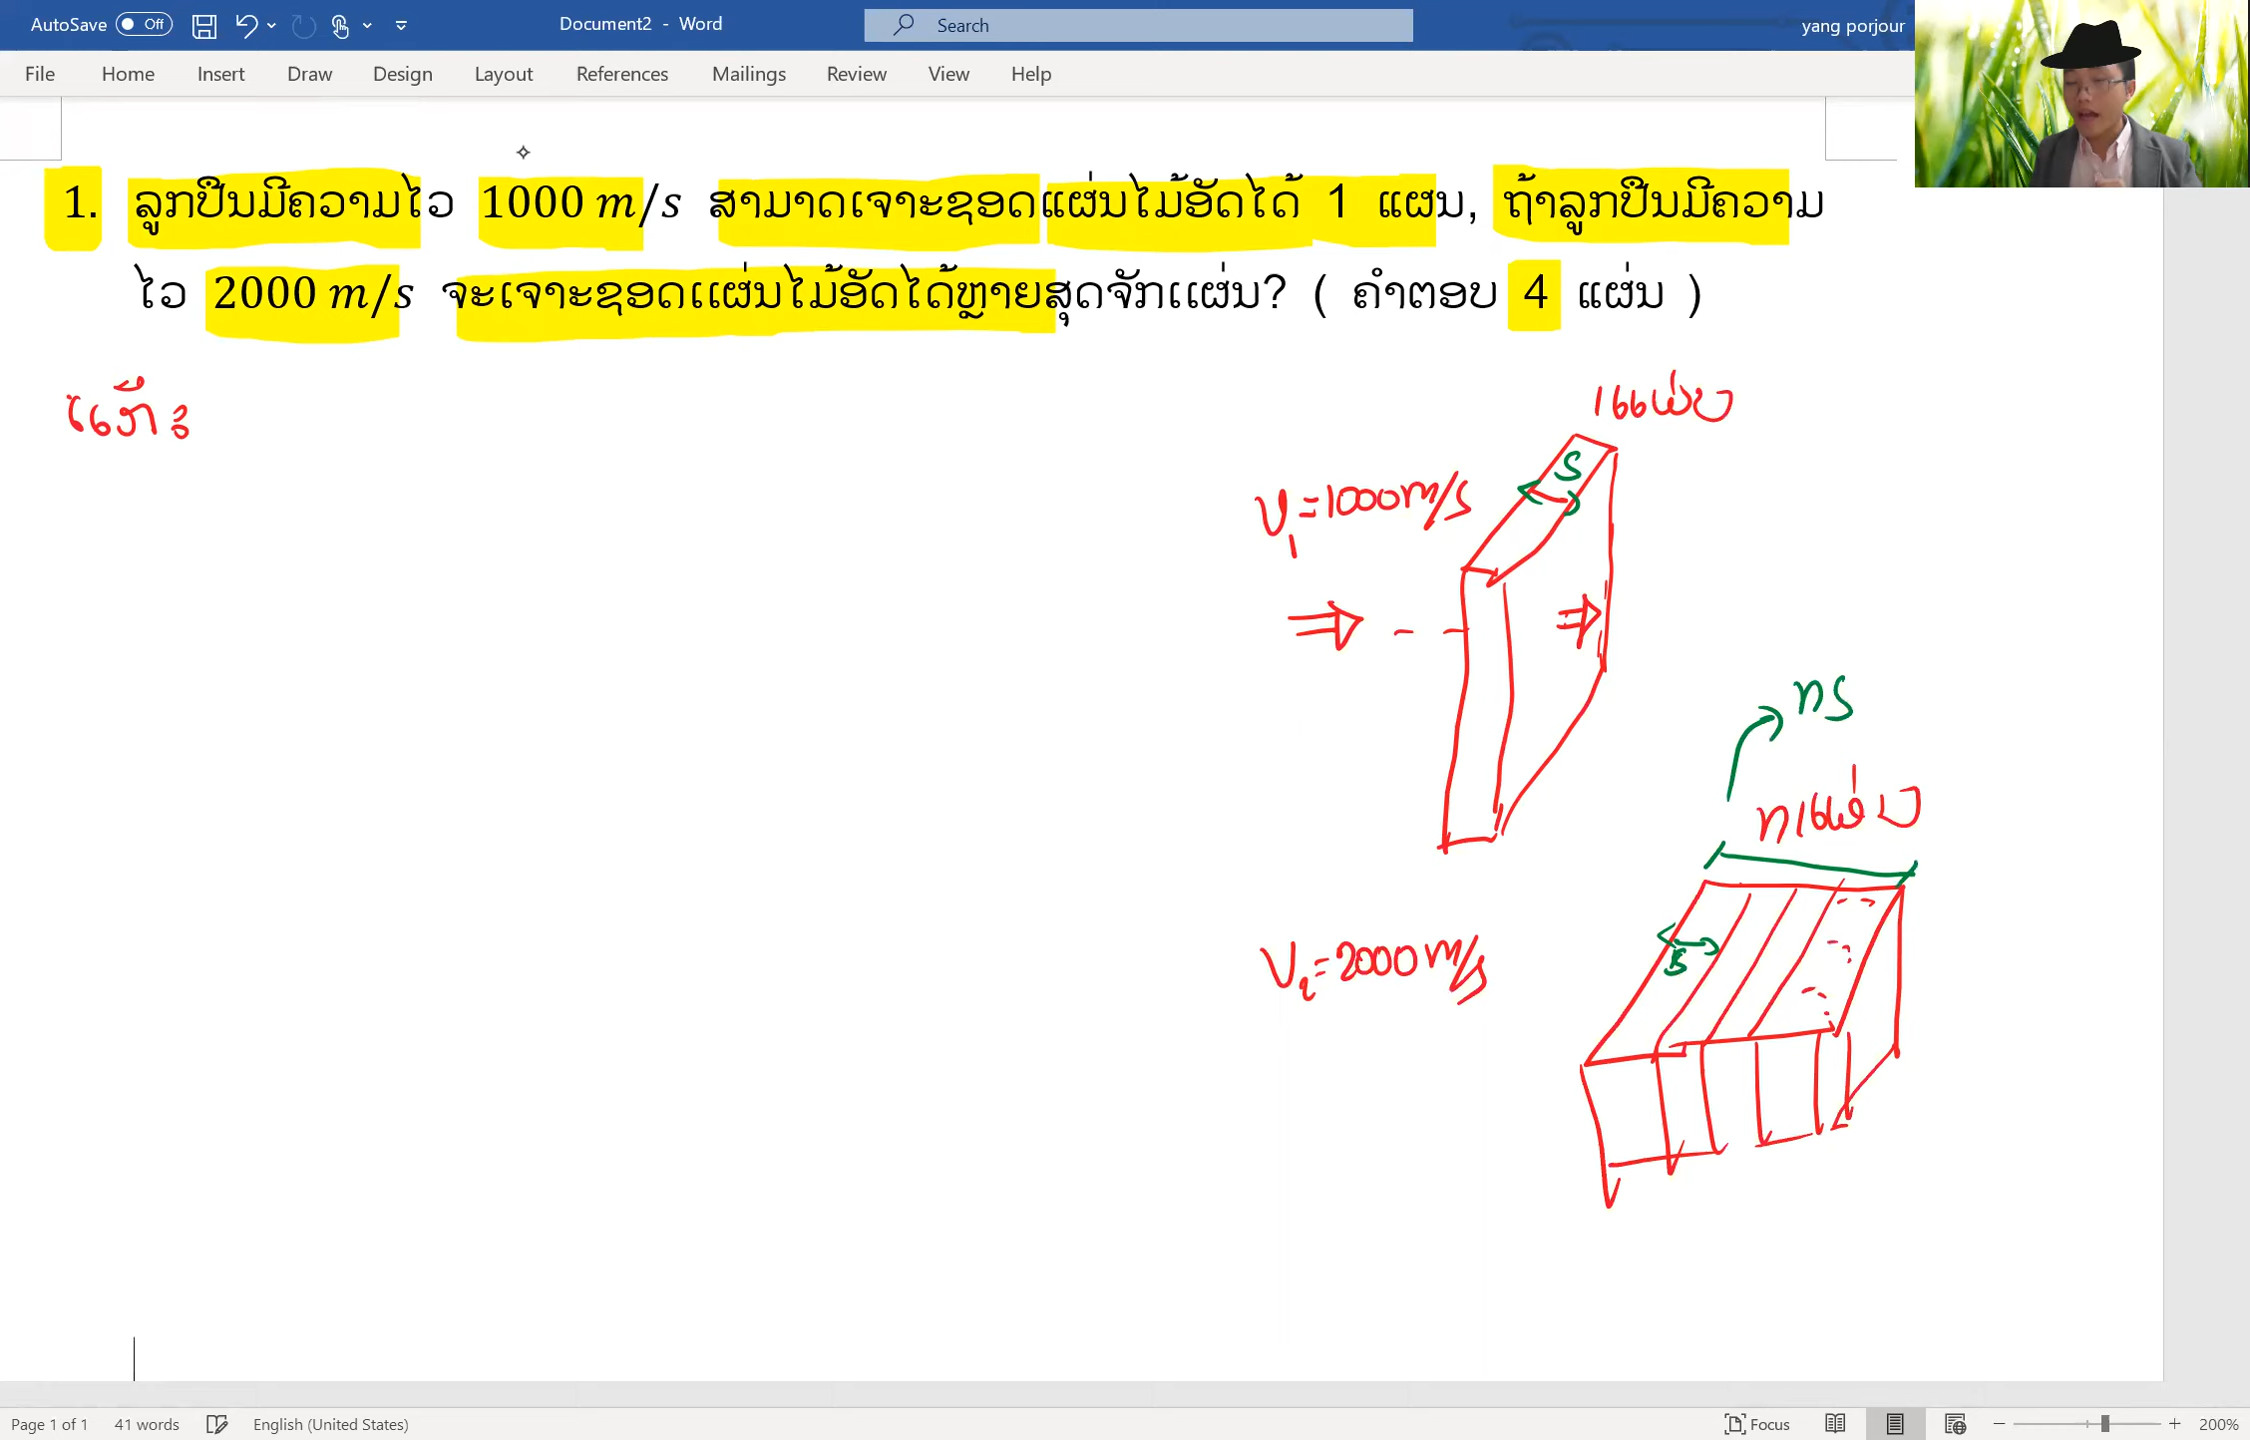 AutoSave Off Document2 - Word Search yang porjour
File Home Insert Draw Design Layout References Mailings Review View Help
1. ລູກປືນມີຄວາມໄວ 1000 m/s ສາມາດເຈາະຊອດແຜ່ນໄມ້ອັດໄດ້ 1 ແຜນ, ຖ້າລູກປືນມີຄວາມ
ໄວ 2000 m/s ຈະເຈາະຊອດແຜ່ນໄມ້ອັດໄດ້ຫຼາຍສຸດຈັກແຜ່ນ? ( ຄຳຕອບ 4 ແຜ່ນ )
1 ແຜ່ນ
S
V₁=1000m/s
ns
n ແຜ່ນ
V₂=2000m/s
S
Page 1 of 1 41 words English (United States) Focus 200%